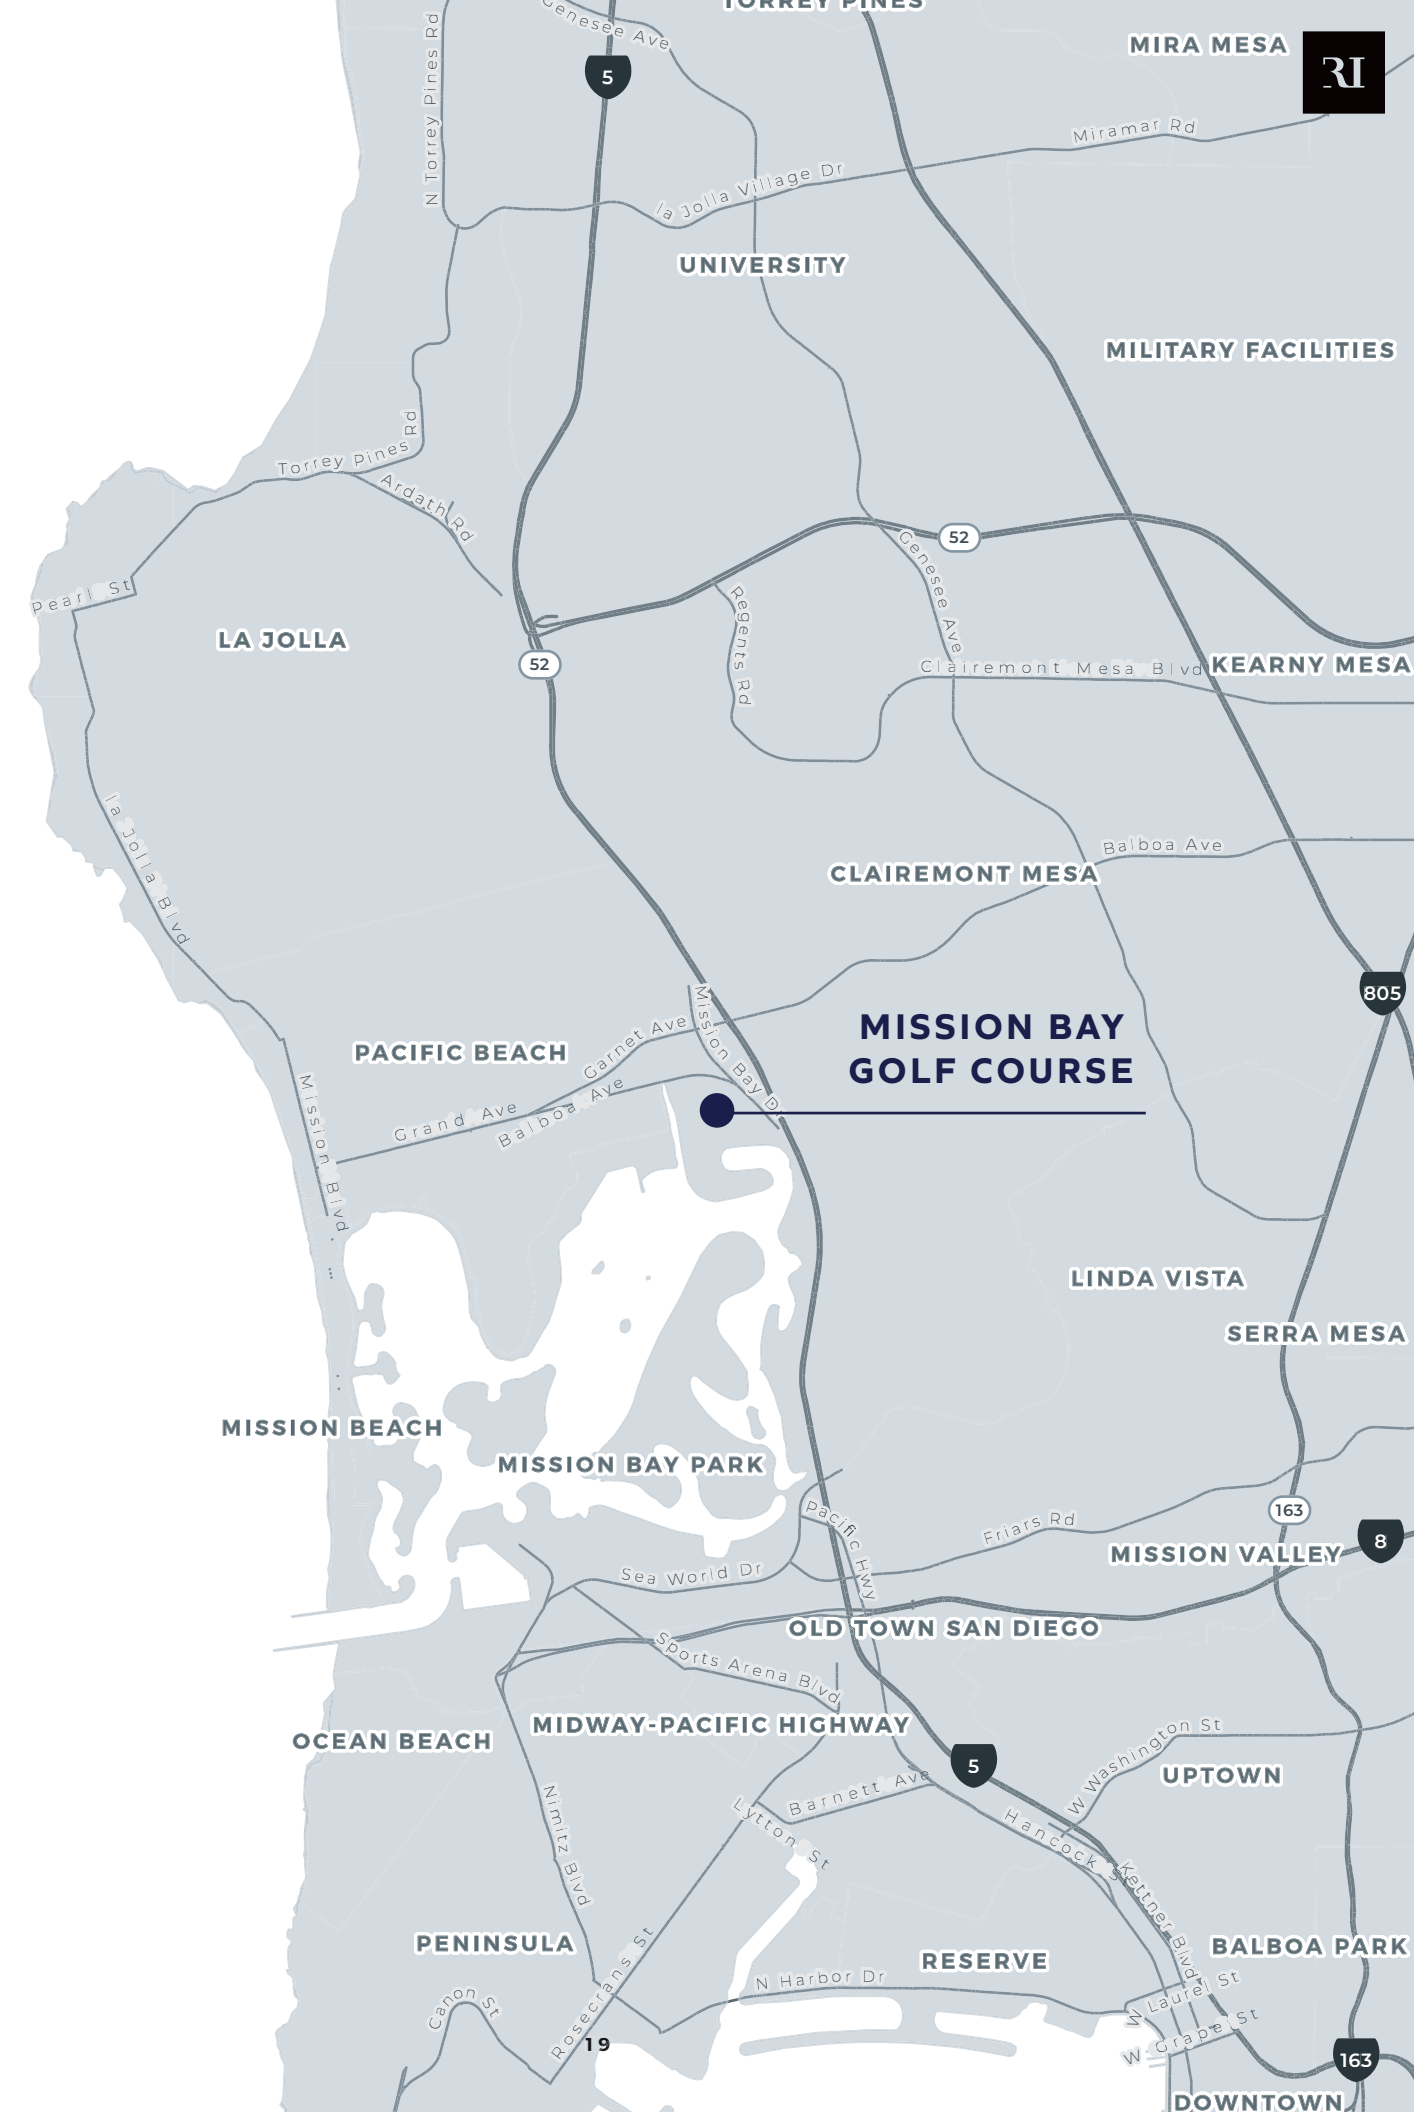 TORREY PINES
Genesee Ave
MIRA MESA
RI
5
N Torrey Pines Rd
Miramar Rd
la Jolla Village Dr
UNIVERSITY
MILITARY FACILITIES
Torrey Pines Rd
Ardath Rd
52
Genesee Ave
Pearl St
Regents Rd
LA JOLLA
52
Clairemont Mesa Blvd
KEARNY MESA
la Jolla Blvd
Balboa Ave
CLAIREMONT MESA
805
MISSION BAY
GOLF COURSE
Mission Bay Dr
Garnet Ave
PACIFIC BEACH
Grand Ave
Balboa Ave
Mission Blvd
LINDA VISTA
SERRA MESA
MISSION BEACH
MISSION BAY PARK
163
Pacific Hwy
Friars Rd
8
MISSION VALLEY
Sea World Dr
OLD TOWN SAN DIEGO
Sports Arena Blvd
MIDWAY-PACIFIC HIGHWAY
OCEAN BEACH
W Washington St
5
UPTOWN
Nimitz Blvd
Barnett Ave
Lytton St
Hancock St
Kettner Blvd
PENINSULA
RESERVE
BALBOA PARK
Rosecrans St
N Harbor Dr
W Laurel St
Canon St
W Grape St
19
163
DOWNTOWN